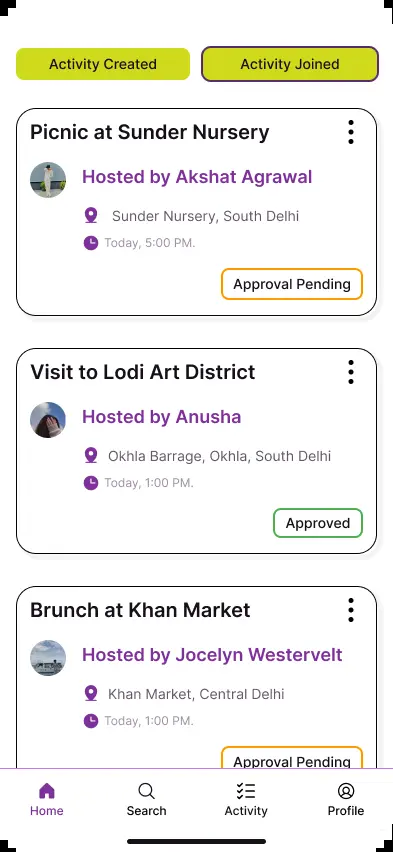 Activity Created
Activity Joined
Picnic at Sunder Nursery
Hosted by Akshat Agrawal
Sunder Nursery, South Delhi
Today, 5:00 PM.
Approval Pending
Visit to Lodi Art District
Hosted by Anusha
Okhla Barrage, Okhla, South Delhi
Today, 1:00 PM.
Approved
Brunch at Khan Market
Hosted by Jocelyn Westervelt
Khan Market, Central Delhi
Today, 1:00 PM.
Approval Pending
Home
Search
Activity
Profile